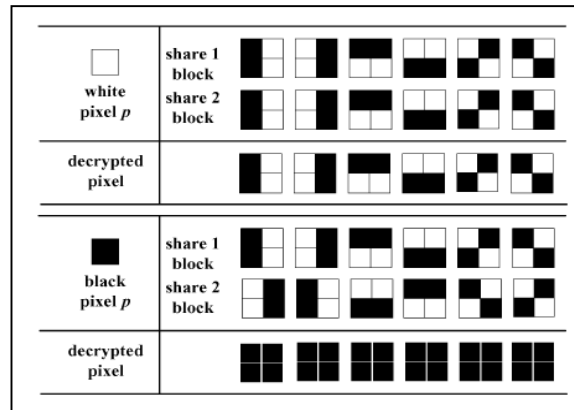 share 1
block
white
pixel p
share 2
block
decrypted
pixel
share 1
block
black
pixel p
share 2
block
decrypted
pixel